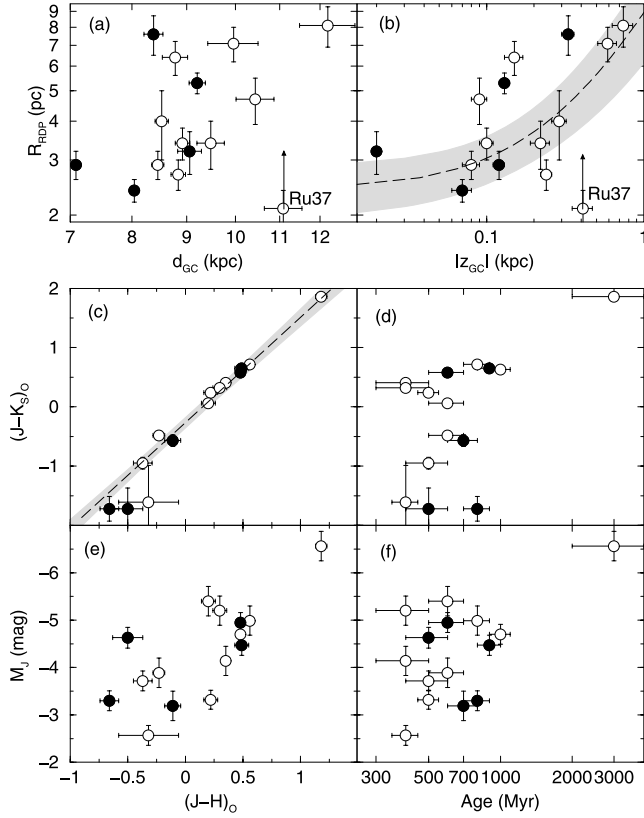 (a)
(b)
9
8
7
6
5
4
3
2
R_RDP (pc)
Ru37
Ru37
7 8 9 10 11 12
0.1 1
d_GC (kpc)
|z_GC| (kpc)
(c)
(d)
2
1
0
−1
(J−K_S)_O
(e)
(f)
−6
−5
−4
−3
−2
M_J (mag)
−1 −0.5 0 0.5 1
300 500 700 1000 2000 3000
(J−H)_O
Age (Myr)